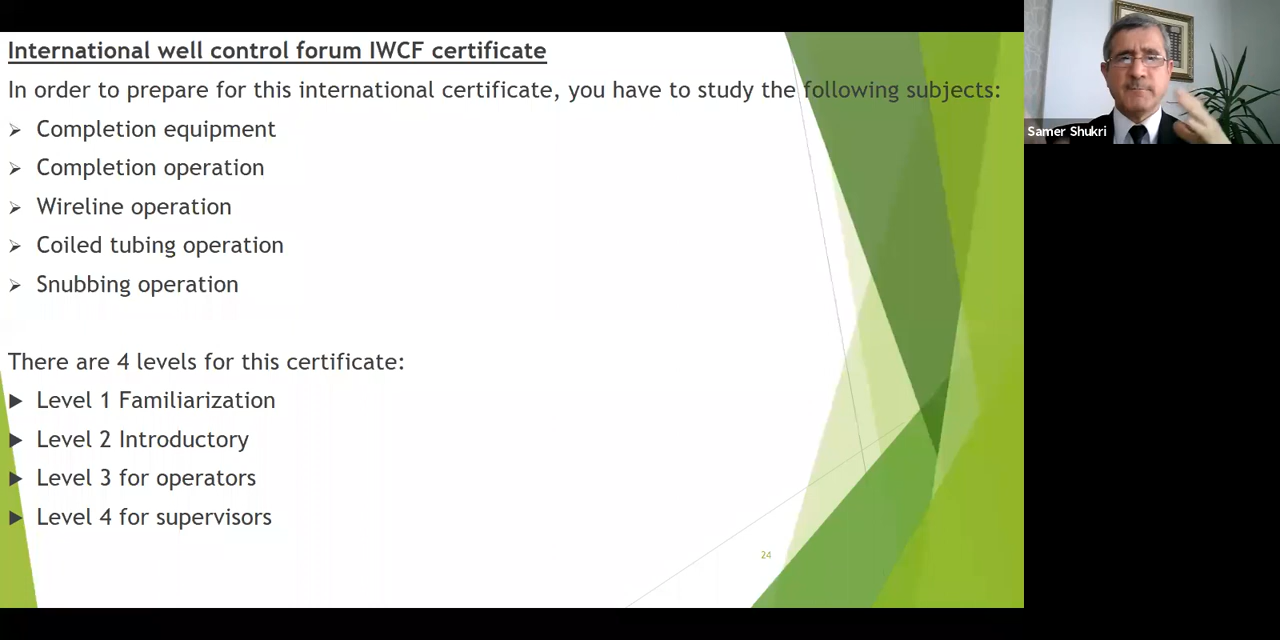 International well control forum IWCF certificate
In order to prepare for this international certificate, you have to study the following subjects:
Completion equipment
Completion operation
Wireline operation
Coiled tubing operation
Snubbing operation
There are 4 levels for this certificate:
Level 1 Familiarization
Level 2 Introductory
Level 3 for operators
Level 4 for supervisors
24
Samer Shukri